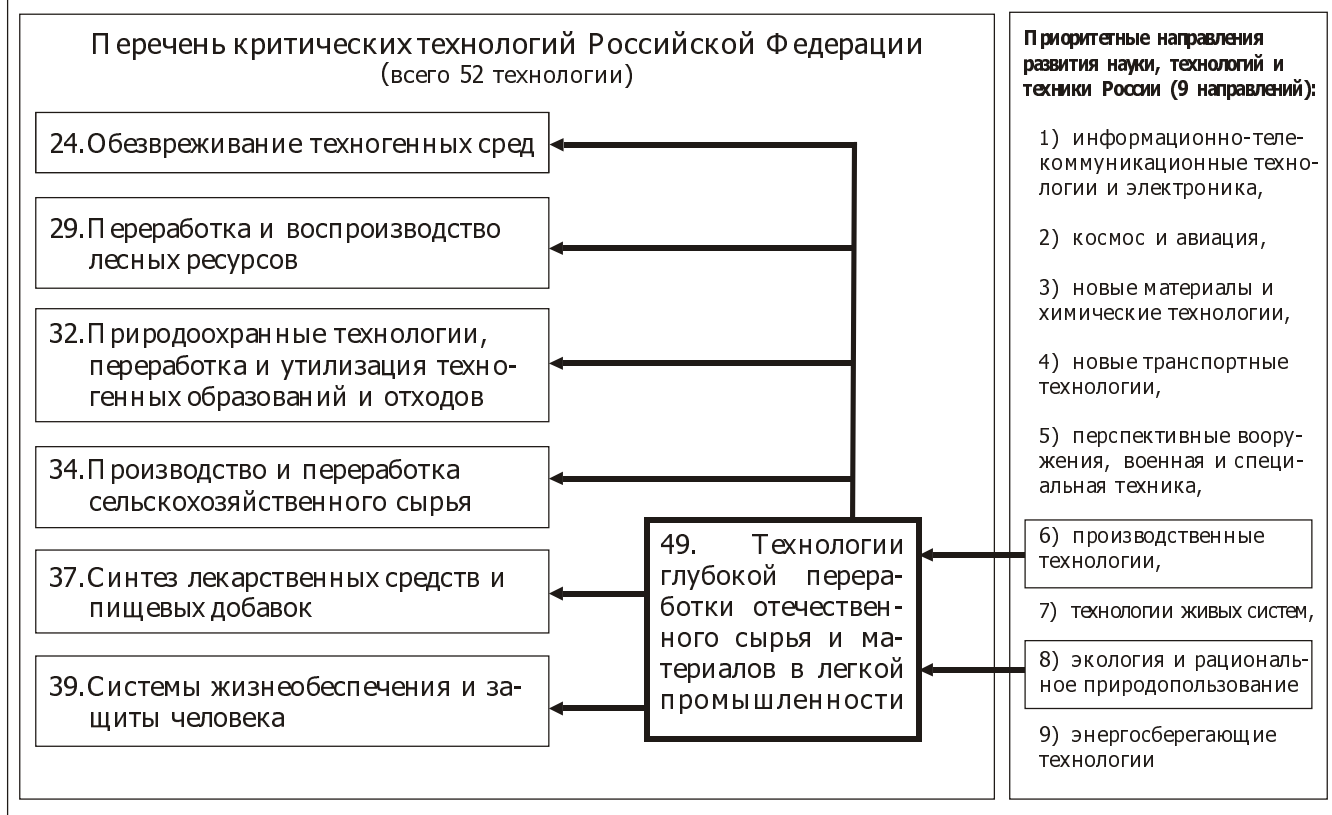 Перечень критических технологий Российской Федерации
(всего 52 технологии)
24. Обезвреживание техногенных сред
29. Переработка и воспроизводство
лесных ресурсов
32. Природоохранные технологии,
переработка и утилизация техно-
генных образований и отходов
34. Производство и переработка
сельскохозяйственного сырья
37. Синтез лекарственных средств и
пищевых добавок
39. Системы жизнеобеспечения и за-
щиты человека
49. Технологии
глубокой перера-
ботки отечествен-
ного сырья и ма-
териалов в легкой
промышленности
Приоритетные направления
развития науки, технологий и
техники России (9 направлений):
1) информационно-теле-
коммуникационные техно-
логии и электроника,
2) космос и авиация,
3) новые материалы и
химические технологии,
4) новые транспортные
технологии,
5) перспективные воору-
жения, военная и специ-
альная техника,
6) производственные
технологии,
7) технологии живых систем,
8) экология и рациональ-
ное природопользование
9) энергосберегающие
технологии